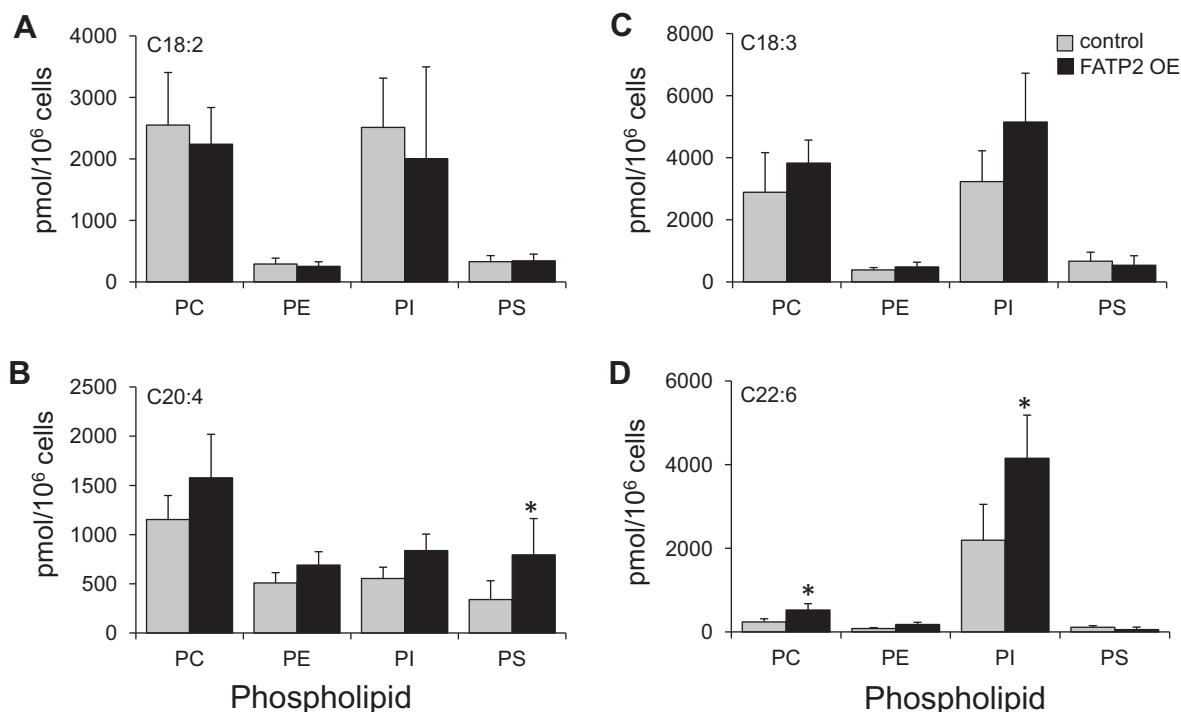 A
C18:2
4000
3000
2000
1000
0
pmol/10⁶ cells
PC PE PI PS
C
C18:3
control
FATP2 OE
8000
6000
4000
2000
0
pmol/10⁶ cells
PC PE PI PS
B
C20:4
2500
2000
1500
1000
500
0
pmol/10⁶ cells
*
PC PE PI PS
Phospholipid
D
C22:6
6000
4000
2000
0
pmol/10⁶ cells
*
*
PC PE PI PS
Phospholipid